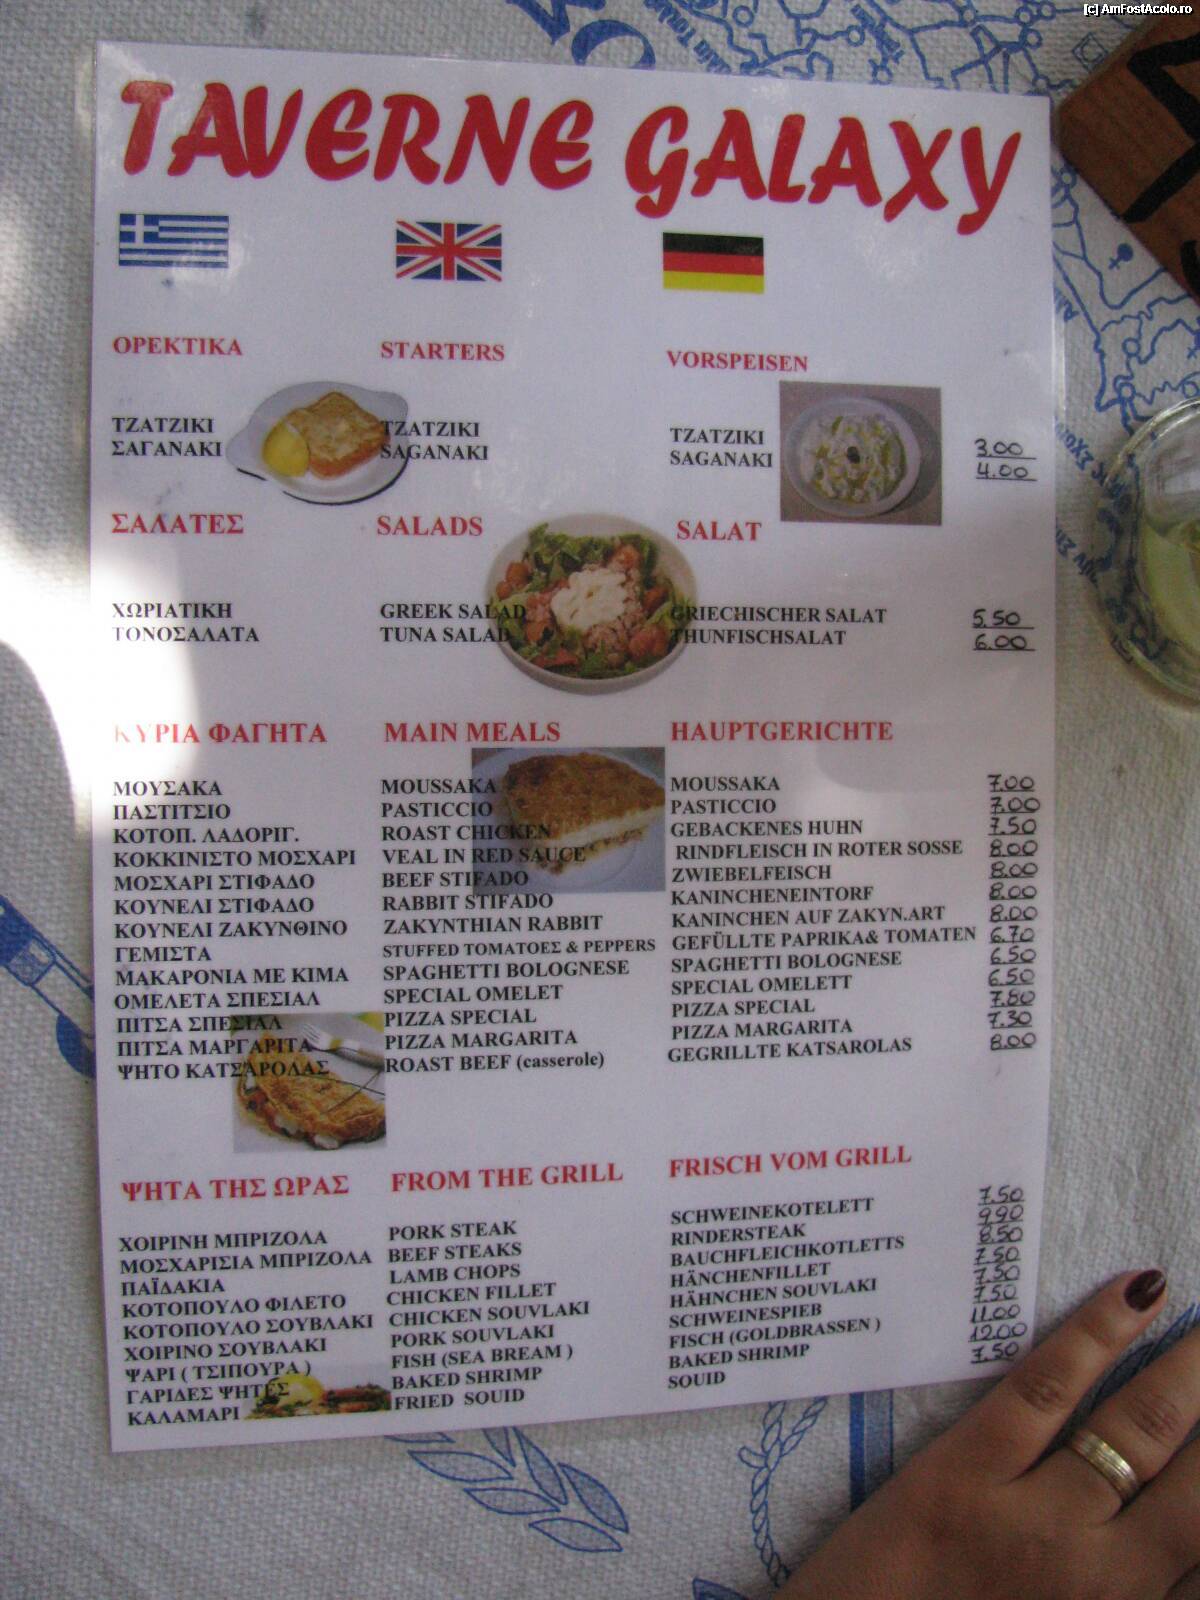 [c] AmFostAcolo.ro
TAVERNE GALAXY
ΟΡΕΚΤΙΚΑ STARTERS VORSPEISEN
ΤΖΑΤΖΙΚΙ TZATZIKI TZATZIKI 3.00
ΣΑΓΑΝΑΚΙ SAGANAKI SAGANAKI 4.00
ΣΑΛΑΤΕΣ SALADS SALAT
ΧΩΡΙΑΤΙΚΗ GREEK SALAD GRIECHISCHER SALAT 5.50
ΤΟΝΟΣΑΛΑΤΑ TUNA SALAD THUNFISCHSALAT 6.00
ΚΥΡΙΑ ΦΑΓΗΤΑ MAIN MEALS HAUPTGERICHTE
ΜΟΥΣΑΚΑ MOUSSAKA MOUSSAKA 7.00
ΠΑΣΤΙΤΣΙΟ PASTICCIO PASTICCIO 7.00
ΚΟΤΟΠ. ΛΑΔΟΡΙΓ. ROAST CHICKEN GEBACKENES HUHN 7.50
ΚΟΚΚΙΝΙΣΤΟ ΜΟΣΧΑΡΙ VEAL IN RED SAUCE RINDFLEISCH IN ROTER SOSSE 8.00
ΜΟΣΧΑΡΙ ΣΤΙΦΑΔΟ BEEF STIFADO ZWIEBELFEISCH 8.00
ΚΟΥΝΕΛΙ ΣΤΙΦΑΔΟ RABBIT STIFADO KANINCHENEINTORF 8.00
ΚΟΥΝΕΛΙ ΖΑΚΥΝΘΙΝΟ ZAKYNTHIAN RABBIT KANINCHEN AUF ZAKYN.ART 8.00
ΓΕΜΙΣΤΑ STUFFED TOMATOEΣ & PEPPERS GEFÜLLTE PAPRIKA& TOMATEN 6.70
ΜΑΚΑΡΟΝΙΑ ΜΕ ΚΙΜΑ SPAGHETTI BOLOGNESE SPAGHETTI BOLOGNESE 6.50
ΟΜΕΛΕΤΑ ΣΠΕΣΙΑΛ SPECIAL OMELET SPECIAL OMELETT 6.50
ΠΙΤΣΑ ΣΠΕΣΙΑΛ PIZZA SPECIAL PIZZA SPECIAL 7.80
ΠΙΤΣΑ ΜΑΡΓΑΡΙΤΑ PIZZA MARGARITA PIZZA MARGARITA 7.30
ΨΗΤΟ ΚΑΤΣΑΡΟΛΑΣ ROAST BEEF (casserole) GEGRILLTE KATSAROLAS 8.00
ΨΗΤΑ ΤΗΣ ΩΡΑΣ FROM THE GRILL FRISCH VOM GRILL
ΧΟΙΡΙΝΗ ΜΠΡΙΖΟΛΑ PORK STEAK SCHWEINEKOTELETT 7.50
ΜΟΣΧΑΡΙΣΙΑ ΜΠΡΙΖΟΛΑ BEEF STEAKS RINDERSTEAK 9.90
ΠΑΪΔΑΚΙΑ LAMB CHOPS BAUCHFLEICHKOTLETTS 8.50
ΚΟΤΟΠΟΥΛΟ ΦΙΛΕΤΟ CHICKEN FILLET HÄNCHENFILLET 7.50
ΚΟΤΟΠΟΥΛΟ ΣΟΥΒΛΑΚΙ CHICKEN SOUVLAKI HÄHNCHEN SOUVLAKI 7.50
ΧΟΙΡΙΝΟ ΣΟΥΒΛΑΚΙ PORK SOUVLAKI SCHWEINESPIEB 7.50
ΨΑΡΙ ( ΤΣΙΠΟΥΡΑ ) FISH (SEA BREAM ) FISCH (GOLDBRASSEN ) 11.00
ΓΑΡΙΔΕΣ ΨΗΤΕΣ BAKED SHRIMP BAKED SHRIMP 12.00
ΚΑΛΑΜΑΡΙ FRIED SOUID SOUID 7.50